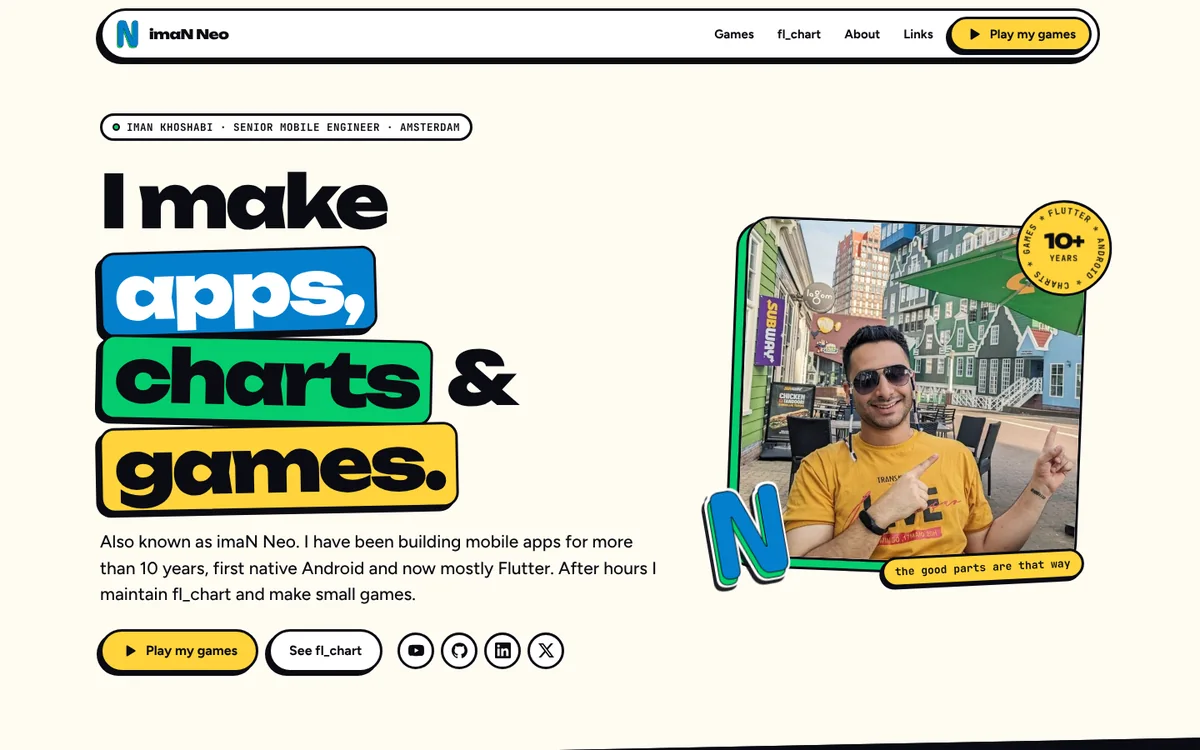 N imaN Neo
Games
fl_chart
About
Links
Play my games
IMAN KHOSHABI · SENIOR MOBILE ENGINEER · AMSTERDAM
I make
apps,
charts &
games.
Also known as imaN Neo. I have been building mobile apps for more
than 10 years, first native Android and now mostly Flutter. After hours I
maintain fl_chart and make small games.
Play my games
See fl_chart
FLUTTER * ANDROID * CHARTS * GAMES *
10+
YEARS
lagom
SUBWAY
CHICKEN
LIVE
N
the good parts are that way